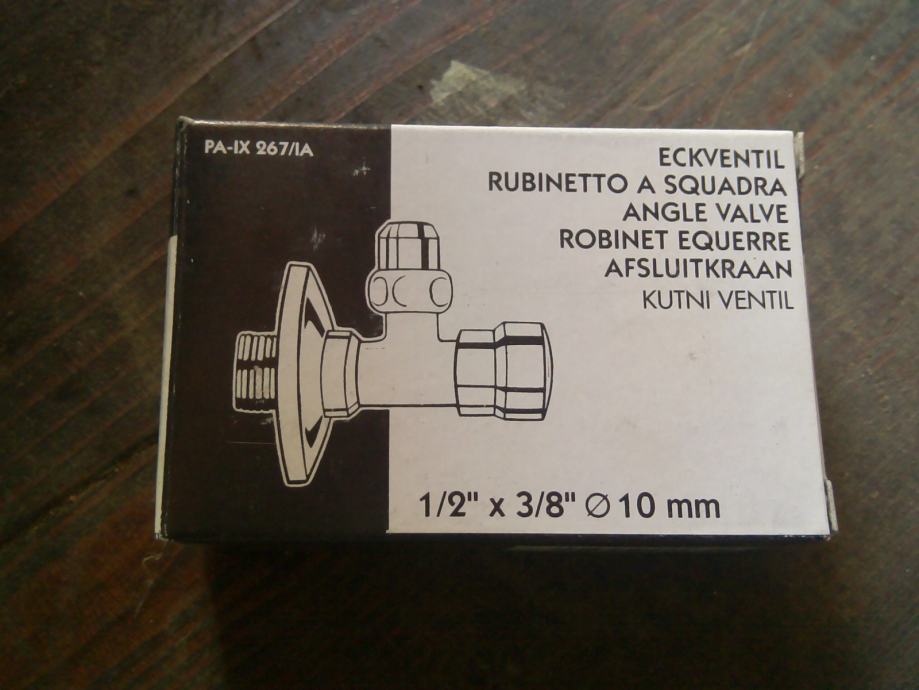 PA-IX 267/IA
ECKVENTIL
RUBINETTO A SQUADRA
ANGLE VALVE
ROBINET EQUERRE
AFSLUITKRAAN
KUTNI VENTIL
1/2" x 3/8" ∅ 10 mm